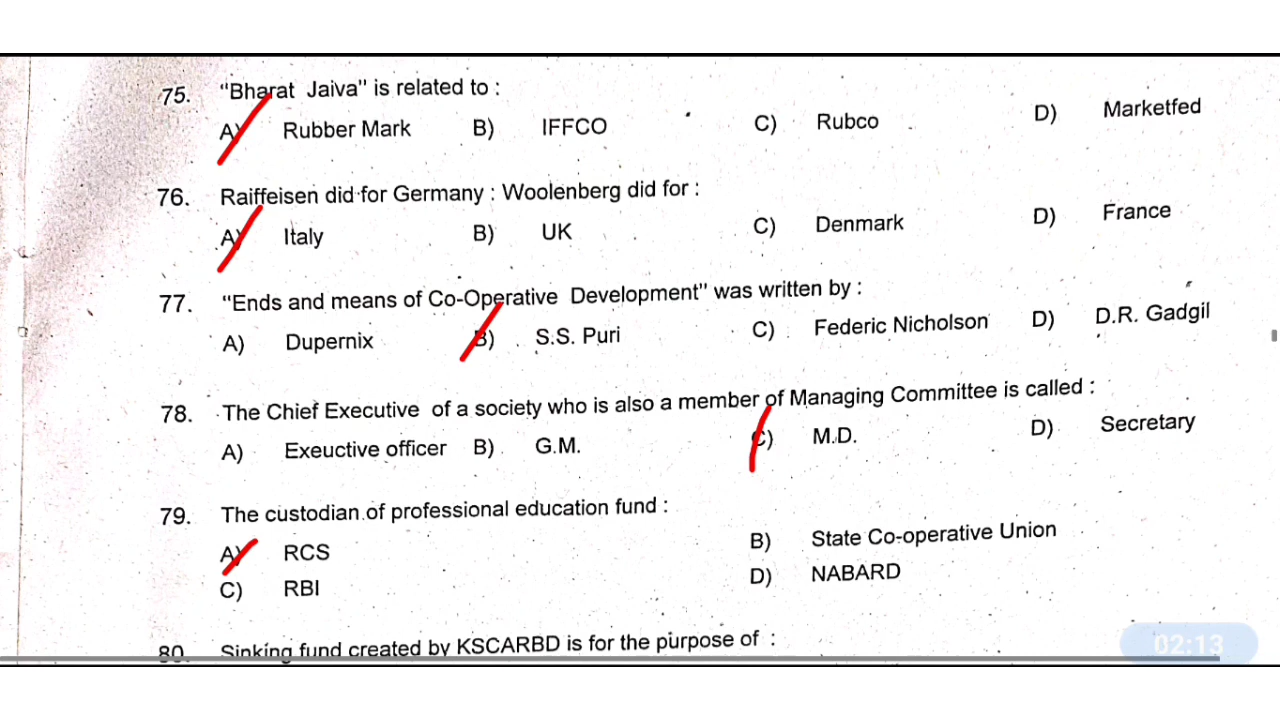 75. “Bharat Jaiva” is related to :
A) Rubber Mark B) IFFCO C) Rubco D) Marketfed
76. Raiffeisen did for Germany : Woolenberg did for :
A) Italy B) UK C) Denmark D) France
77. “Ends and means of Co-Operative Development” was written by :
A) Dupernix B) S.S. Puri C) Federic Nicholson D) D.R. Gadgil
78. The Chief Executive of a society who is also a member of Managing Committee is called :
A) Exeuctive officer B) G.M. C) M.D. D) Secretary
79. The custodian of professional education fund :
A) RCS B) State Co-operative Union
C) RBI D) NABARD
80. Sinking fund created by KSCARBD is for the purpose of :
02:13